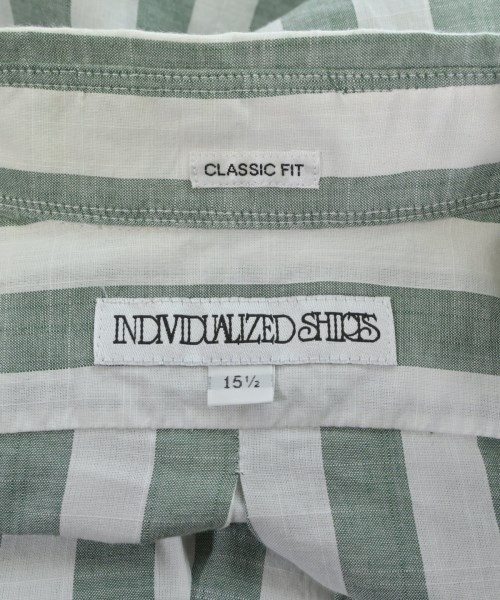 CLASSIC FIT
INDIVIDUALIZED SHIRTS
15½